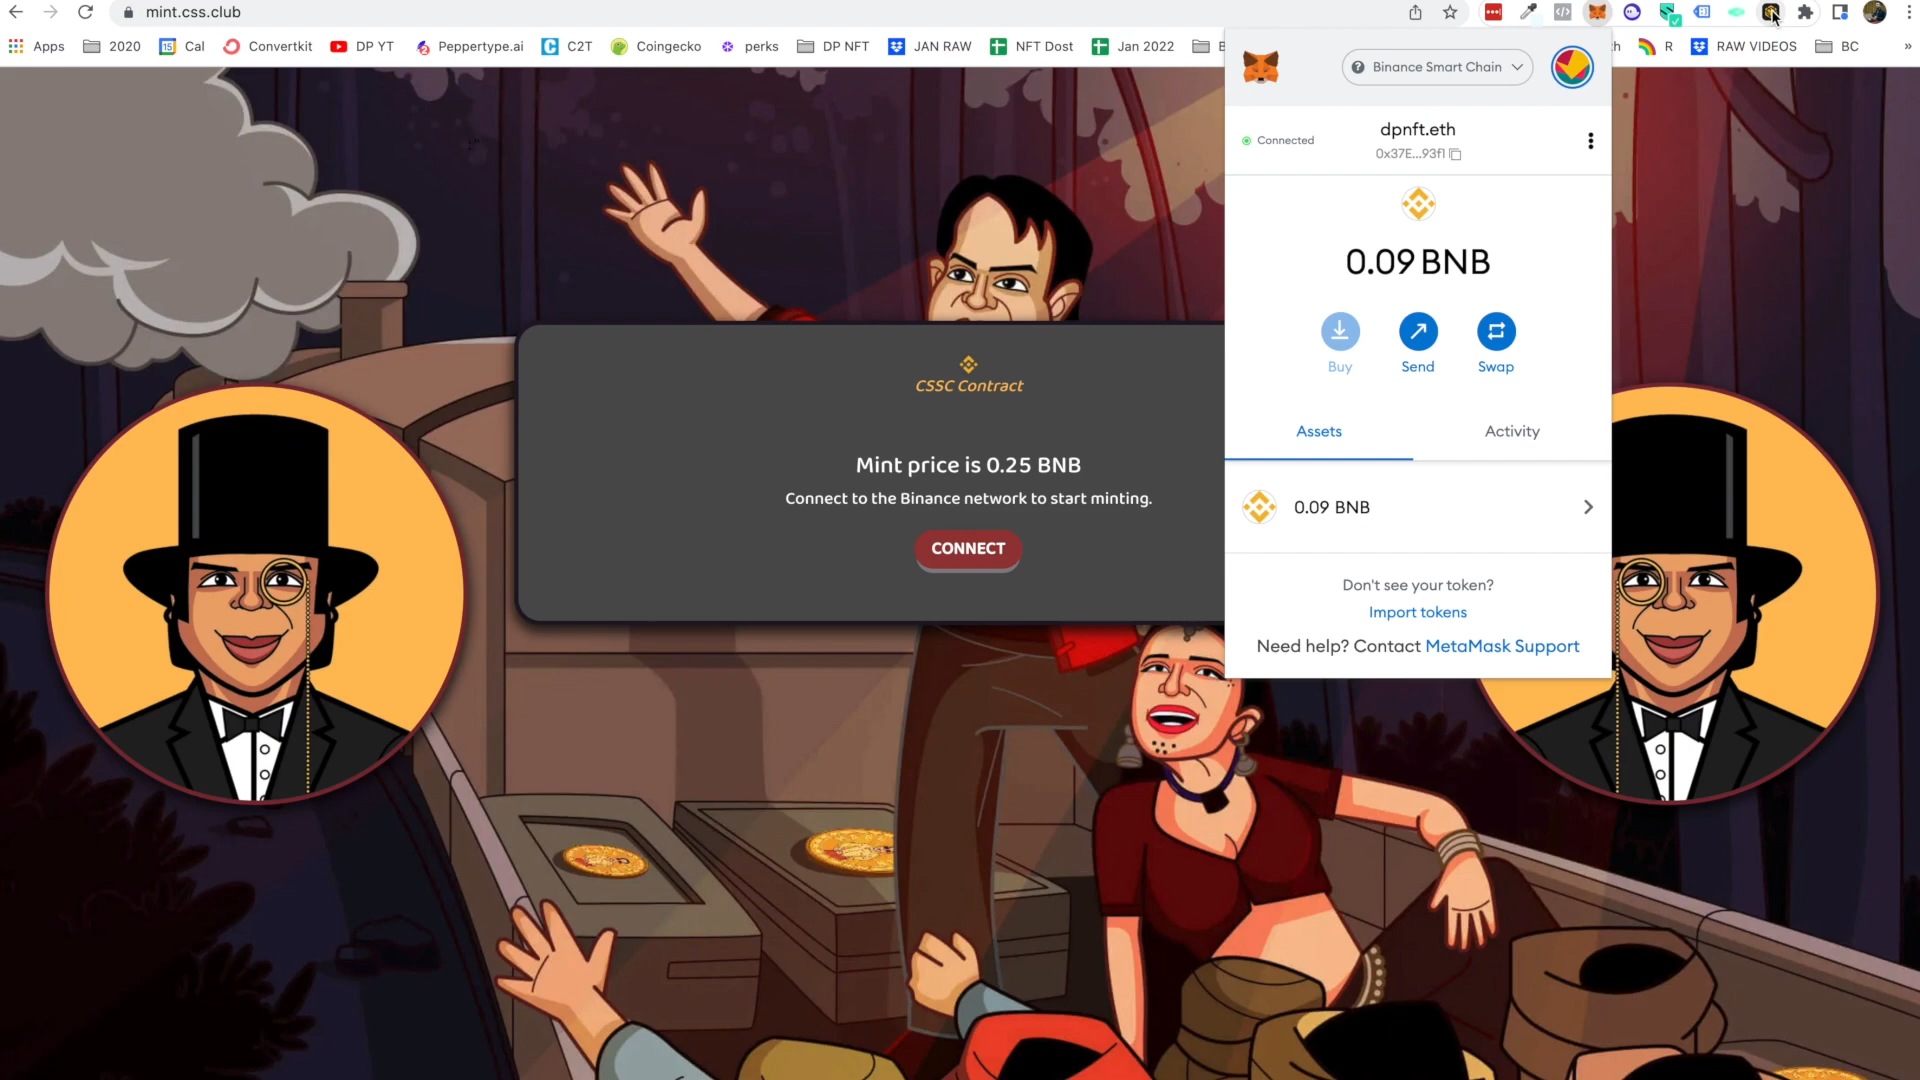 mint.css.club
Apps 2020 Cal Convertkit DP YT Peppertype.ai C2T Coingecko perks DP NFT JAN RAW NFT Dost Jan 2022 R RAW VIDEOS BC »
Binance Smart Chain
Connected
dpnft.eth
0x37E...93f1
0.09 BNB
Buy Send Swap
Assets Activity
0.09 BNB
Don't see your token?
Import tokens
Need help? Contact MetaMask Support
CSSC Contract
Mint price is 0.25 BNB
Connect to the Binance network to start minting.
CONNECT